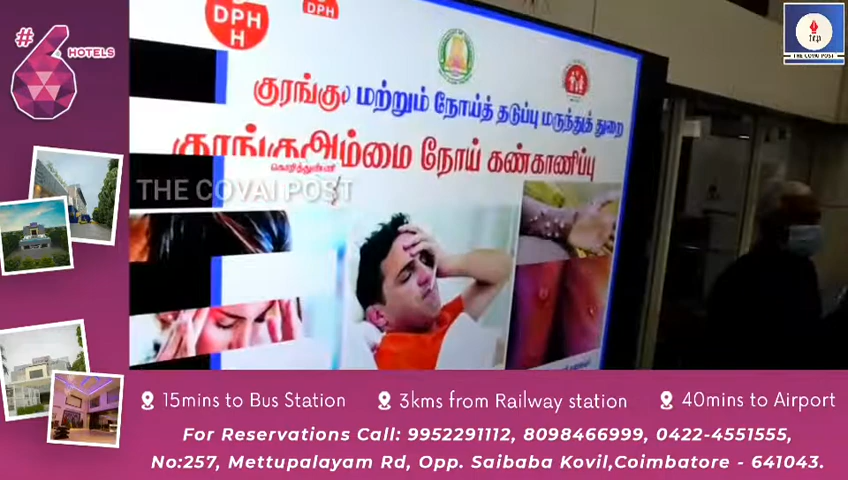 #6 HOTELS
DPH
H
DPH
tcp
THE COVAI POST
மற்றும் நோய்த் தடுப்பு மருந்துத் துறை
குரங்குஅம்மை நோய் கண்காணிப்பு
THE COVAI POST
15mins to Bus Station
3kms from Railway station
40mins to Airport
For Reservations Call: 9952291112, 8098466999, 0422-4551555,
No:257, Mettupalayam Rd, Opp. Saibaba Kovil,Coimbatore - 641043.